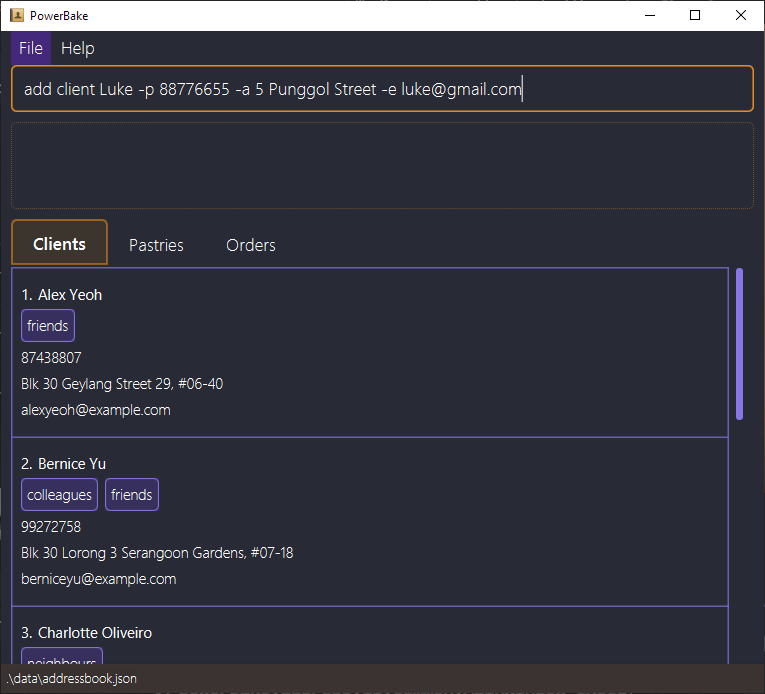 PowerBake
File Help
add client Luke -p 88776655 -a 5 Punggol Street -e luke@gmail.com
Clients Pastries Orders
1. Alex Yeoh
friends
87438807
Blk 30 Geylang Street 29, #06-40
alexyeoh@example.com
2. Bernice Yu
colleagues friends
99272758
Blk 30 Lorong 3 Serangoon Gardens, #07-18
berniceyu@example.com
3. Charlotte Oliveiro
neighbours
.\data\addressbook.json